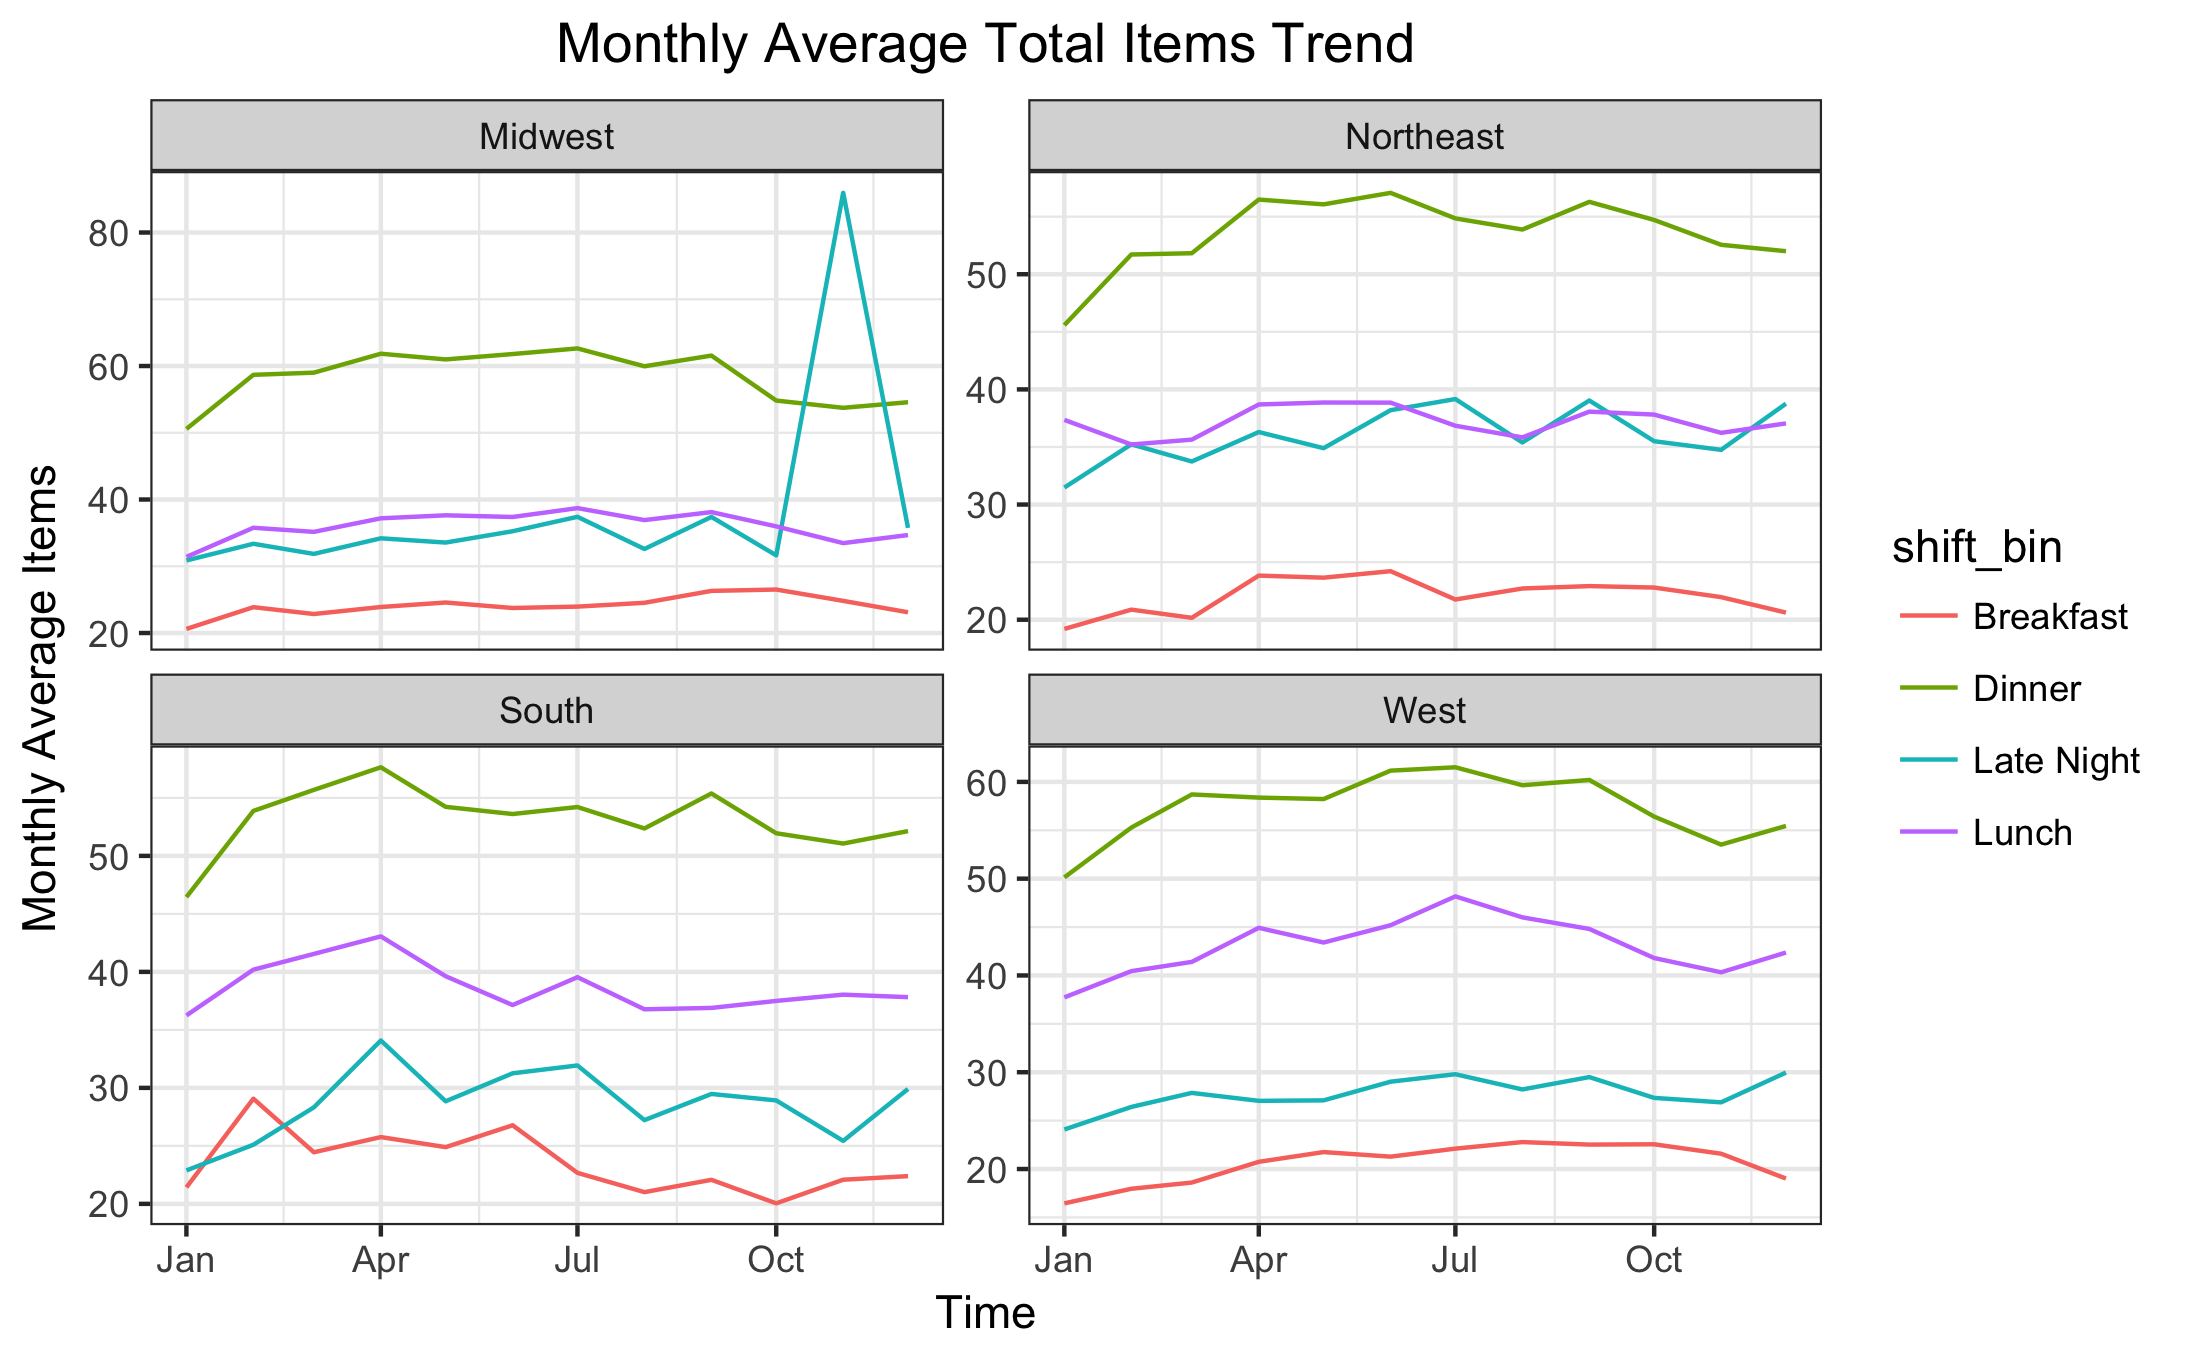 Monthly Average Total Items Trend
Midwest
Northeast
80
60
40
20
50
40
30
20
South
West
50
40
30
20
60
50
40
30
20
Jan Apr Jul Oct
Jan Apr Jul Oct
Time
Monthly Average Items
shift_bin
Breakfast
Dinner
Late Night
Lunch